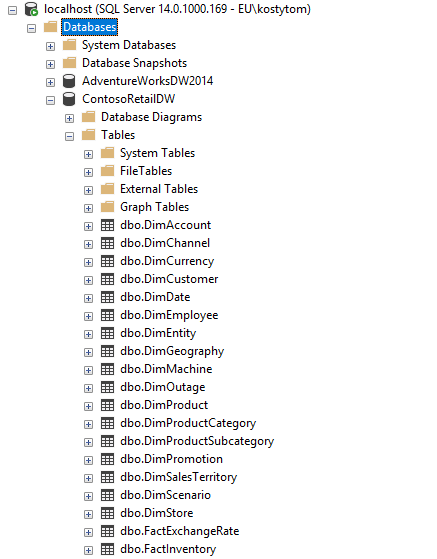 localhost (SQL Server 14.0.1000.169 - EU\kostytom)
Databases
System Databases
Database Snapshots
AdventureWorksDW2014
ContosoRetailDW
Database Diagrams
Tables
System Tables
FileTables
External Tables
Graph Tables
dbo.DimAccount
dbo.DimChannel
dbo.DimCurrency
dbo.DimCustomer
dbo.DimDate
dbo.DimEmployee
dbo.DimEntity
dbo.DimGeography
dbo.DimMachine
dbo.DimOutage
dbo.DimProduct
dbo.DimProductCategory
dbo.DimProductSubcategory
dbo.DimPromotion
dbo.DimSalesTerritory
dbo.DimScenario
dbo.DimStore
dbo.FactExchangeRate
dbo.FactInventory